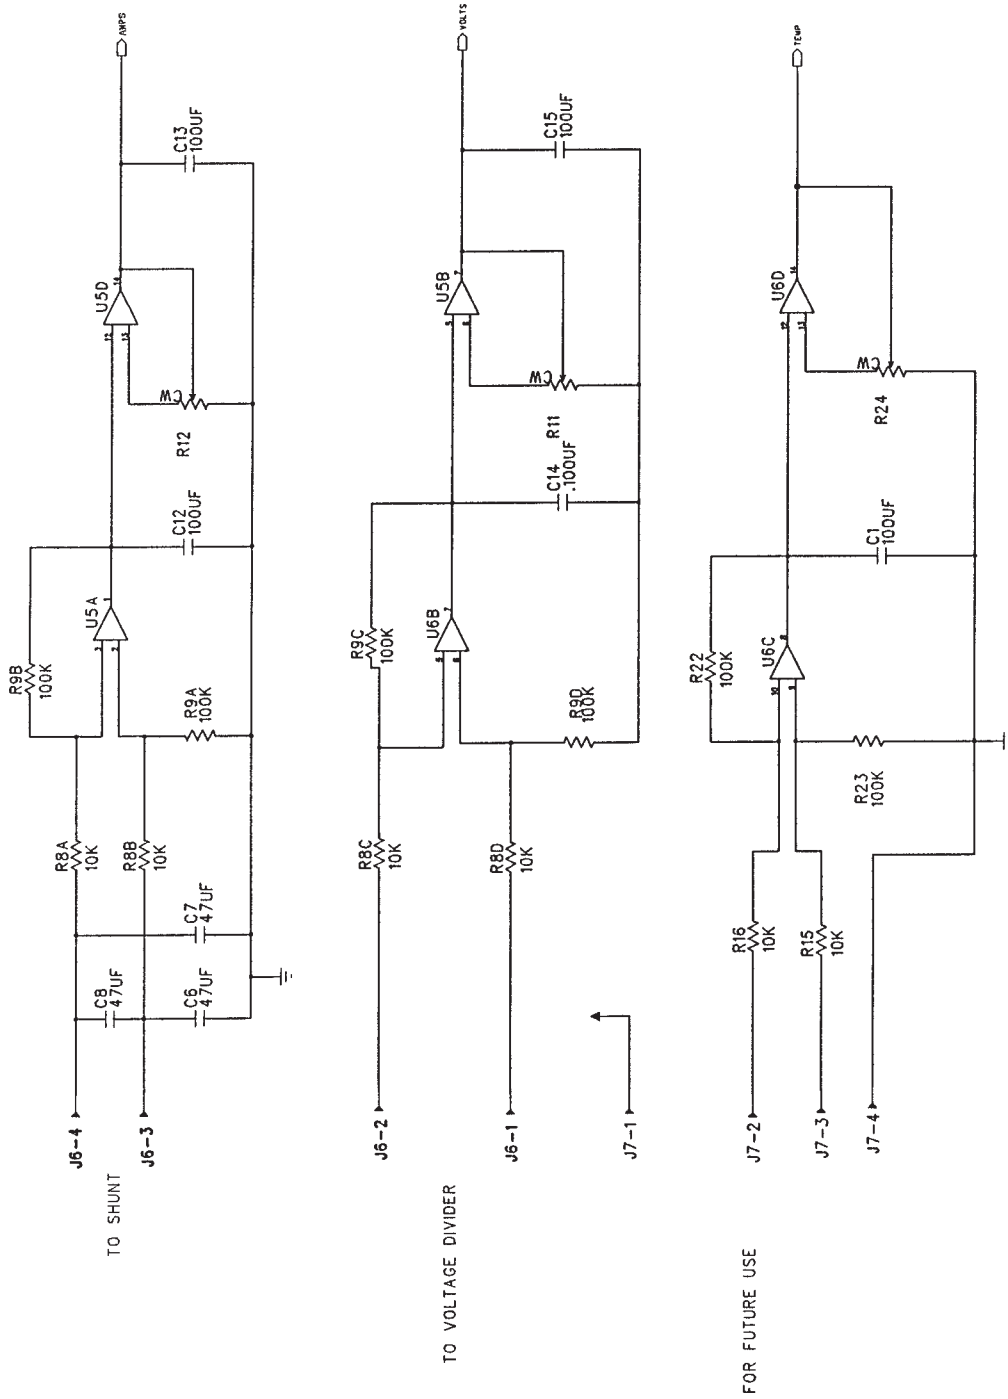 TO SHUNT
J6-4
J6-3
C8
47UF
C6
47UF
C7
47UF
R8A
10K
R8B
10K
R9B
100K
R9A
100K
U5A
2
1
C12
100UF
R12
CW
U5D
12
13
14
C13
100UF
AMPS
TO VOLTAGE DIVIDER
J6-2
J6-1
J7-1
R8C
10K
R8D
10K
R9C
100K
R9D
100K
U6B
5
6
7
C14
.100UF
R11
CW
U5B
5
6
7
C15
100UF
VOLTS
FOR FUTURE USE
J7-2
J7-3
J7-4
R16
10K
R15
10K
R22
100K
R23
100K
U6C
10
9
8
C1
100UF
R24
CW
U6D
12
13
14
TEMP